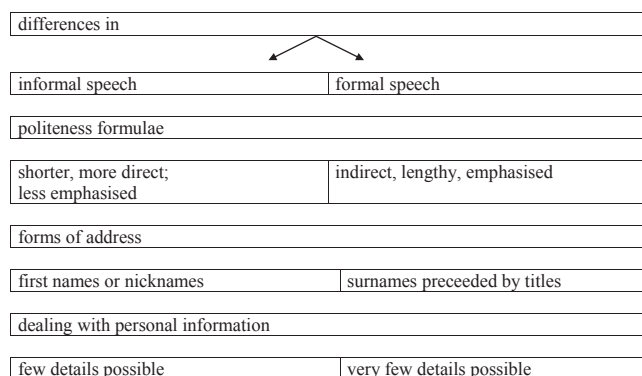 differences in
informal speech
formal speech
politeness formulae
shorter, more direct;
less emphasised
indirect, lengthy, emphasised
forms of address
first names or nicknames
surnames preceeded by titles
dealing with personal information
few details possible
very few details possible